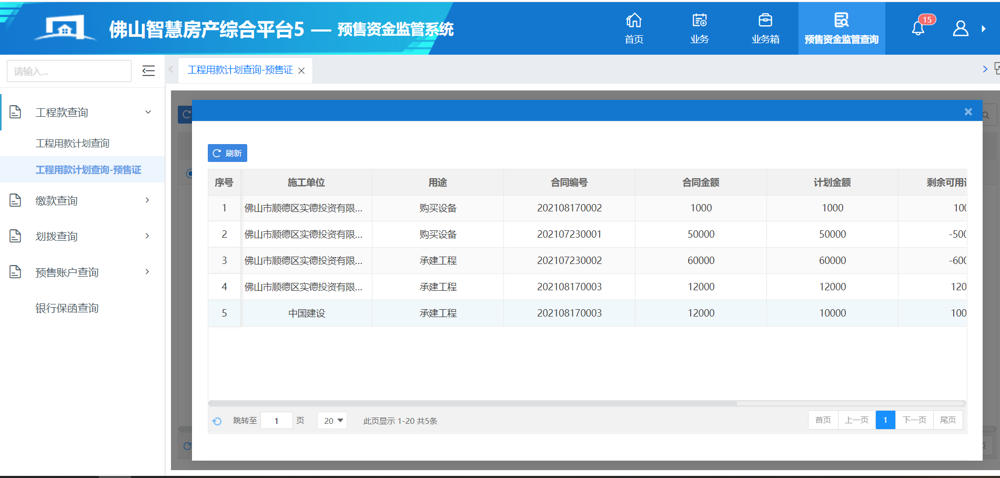 佛山智慧房产综合平台5 — 预售资金监管系统
首页
业务
业务箱
预售资金监管查询
15
请输入...
工程用款计划查询-预售证
工程款查询
工程用款计划查询
工程用款计划查询-预售证
缴款查询
划拨查询
预售账户查询
银行保函查询
刷新
序号 施工单位 用途 合同编号 合同金额 计划金额 剩余可用
1 佛山市顺德区实德投资有限... 购买设备 202108170002 1000 1000 100
2 佛山市顺德区实德投资有限... 购买设备 202107230001 50000 50000 -500
3 佛山市顺德区实德投资有限... 承建工程 202107230002 60000 60000 -600
4 佛山市顺德区实德投资有限... 承建工程 202108170003 12000 12000 120
5 中国建设 承建工程 202108170003 12000 10000 100
跳转至 1 页 20 此页显示 1-20 共5条 首页 上一页 1 下一页 尾页